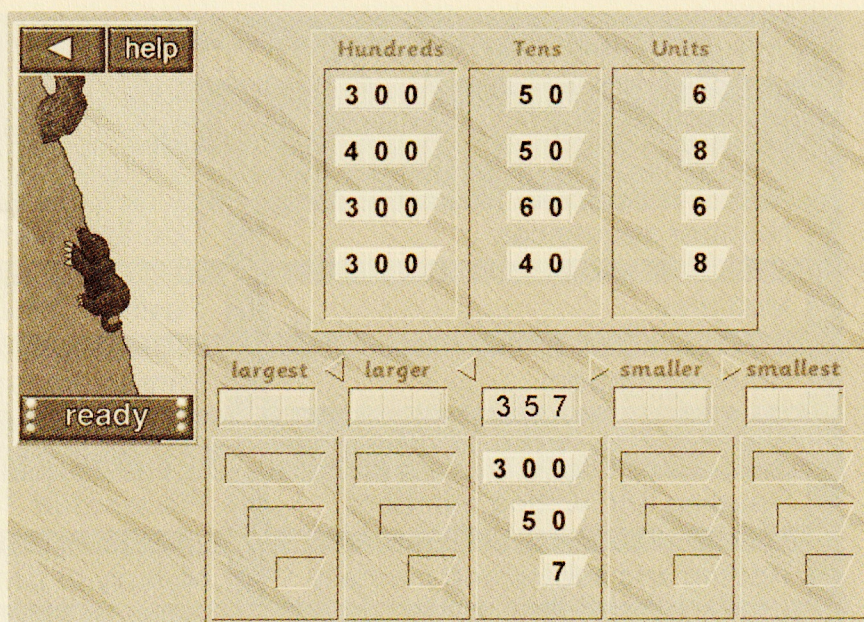 help
Hundreds Tens Units
3 0 0 5 0 6
4 0 0 5 0 8
3 0 0 6 0 6
3 0 0 4 0 8
largest larger smaller smallest
3 5 7
ready
3 0 0
5 0
7